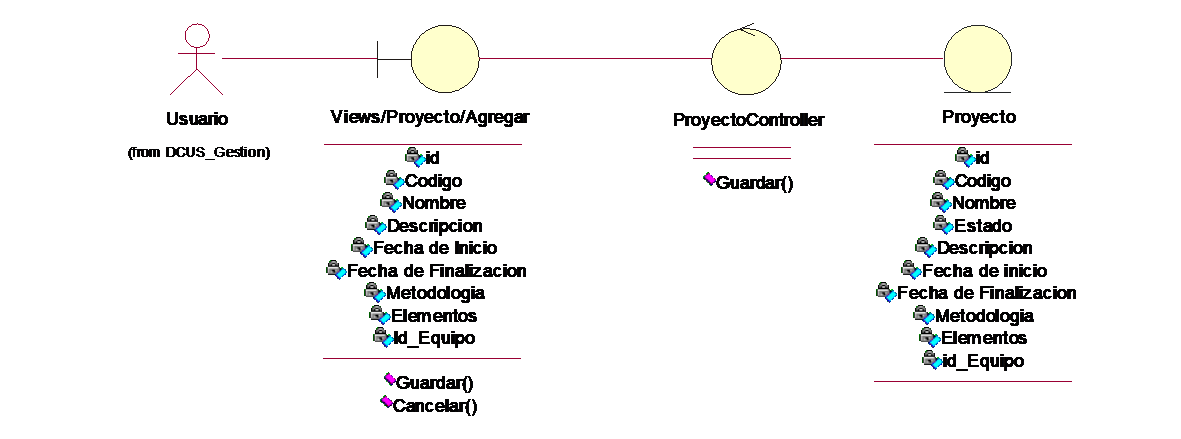 Usuario
(from DCUS_Gestion)
Views/Proyecto/Agregar
id
Codigo
Nombre
Descripcion
Fecha de Inicio
Fecha de Finalizacion
Metodologia
Elementos
Id_Equipo
Guardar()
Cancelar()
ProyectoController
Guardar()
Proyecto
id
Codigo
Nombre
Estado
Descripcion
Fecha de inicio
Fecha de Finalizacion
Metodologia
Elementos
id_Equipo